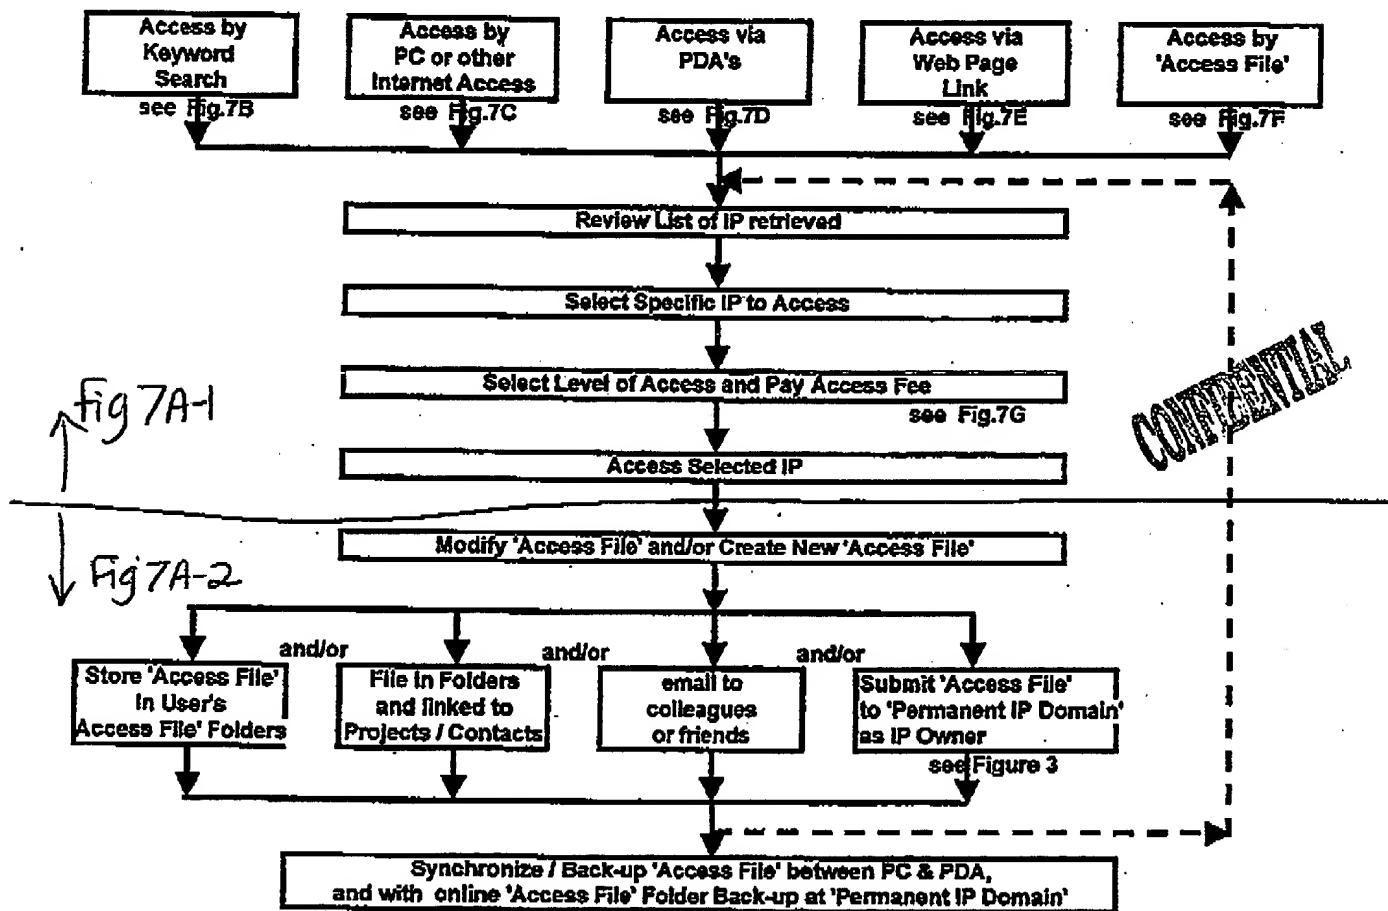 Access by
Keyword
Search
see Fig.7B
Access by
PC or other
Internet Access
see Fig.7C
Access via
PDA's
see Fig.7D
Access via
Web Page
Link
see Fig.7E
Access by
'Access File'
see Fig.7F
Review List of IP retrieved
Select Specific IP to Access
Select Level of Access and Pay Access Fee
see Fig.7G
CONFIDENTIAL
fig 7A-1
Access Selected IP
Modify 'Access File' and/or Create New 'Access File'
Fig 7A-2
Store 'Access File'
in User's
Access File' Folders
and/or
File in Folders
and linked to
Projects / Contacts
and/or
email to
colleagues
or friends
and/or
Submit 'Access File'
to 'Permanent IP Domain'
as IP Owner
see Figure 3
Synchronize / Back-up 'Access File' between PC & PDA,
and with online 'Access File' Folder Back-up at 'Permanent IP Domain'